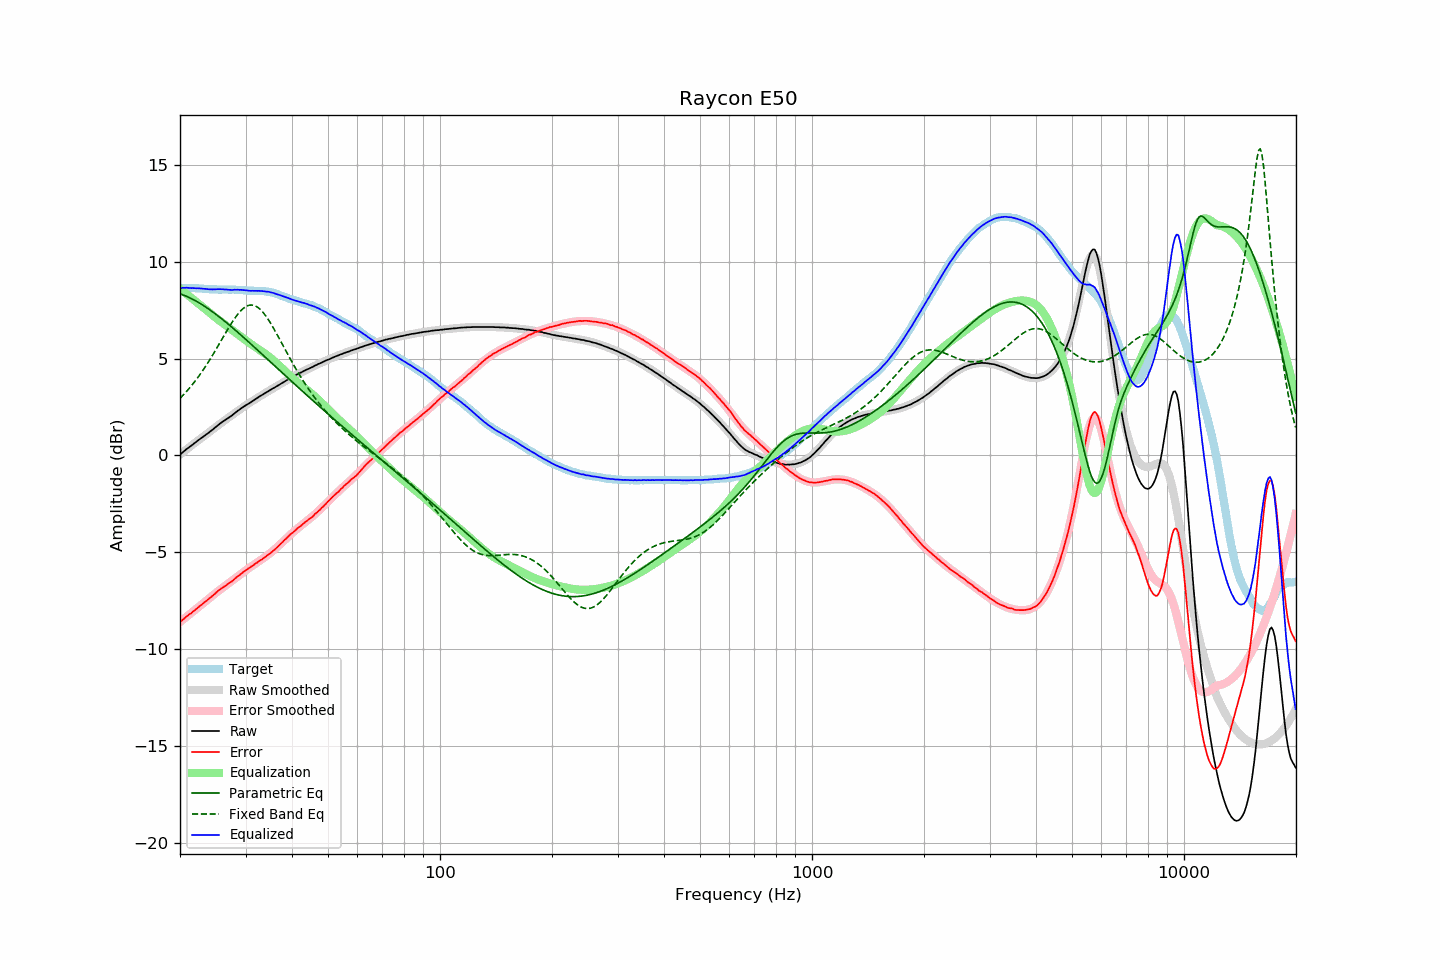 Raycon E50
15
10
5
0
−5
−10
−15
−20
Amplitude (dBr)
Target
Raw Smoothed
Error Smoothed
Raw
Error
Equalization
Parametric Eq
Fixed Band Eq
Equalized
100
1000
10000
Frequency (Hz)